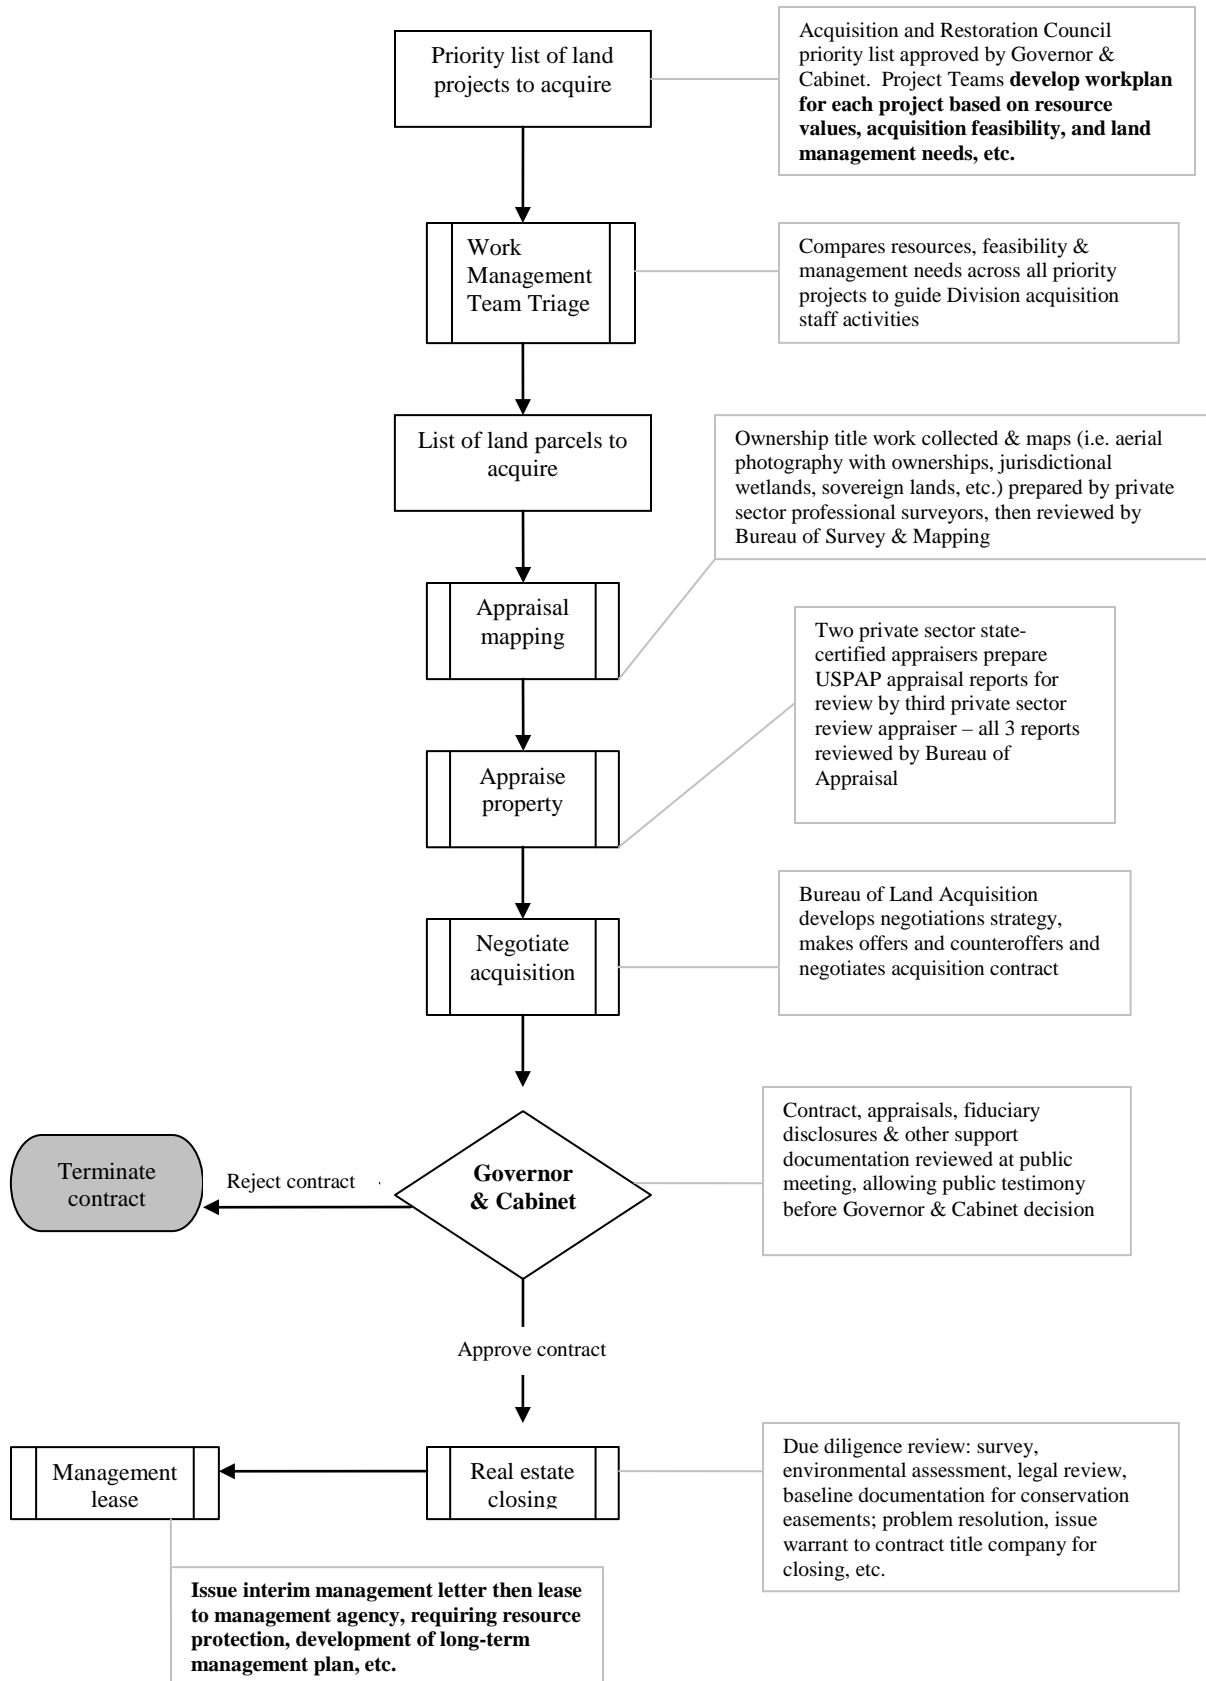 Priority list of land
projects to acquire
Acquisition and Restoration Council
priority list approved by Governor &
Cabinet.  Project Teams develop workplan
for each project based on resource
values, acquisition feasibility, and land
management needs, etc.
Work
Management
Team Triage
Compares resources, feasibility &
management needs across all priority
projects to guide Division acquisition
staff activities
List of land parcels to
acquire
Ownership title work collected & maps (i.e. aerial
photography with ownerships, jurisdictional
wetlands, sovereign lands, etc.) prepared by private
sector professional surveyors, then reviewed by
Bureau of Survey & Mapping
Appraisal
mapping
Two private sector state-
certified appraisers prepare
USPAP appraisal reports for
review by third private sector
review appraiser – all 3 reports
reviewed by Bureau of
Appraisal
Appraise
property
Negotiate
acquisition
Bureau of Land Acquisition
develops negotiations strategy,
makes offers and counteroffers and
negotiates acquisition contract
Governor
& Cabinet
Contract, appraisals, fiduciary
disclosures & other support
documentation reviewed at public
meeting, allowing public testimony
before Governor & Cabinet decision
Reject contract
Terminate
contract
Approve contract
Real estate
closing
Due diligence review: survey,
environmental assessment, legal review,
baseline documentation for conservation
easements; problem resolution, issue
warrant to contract title company for
closing, etc.
Management
lease
Issue interim management letter then lease
to management agency, requiring resource
protection, development of long-term
management plan, etc.